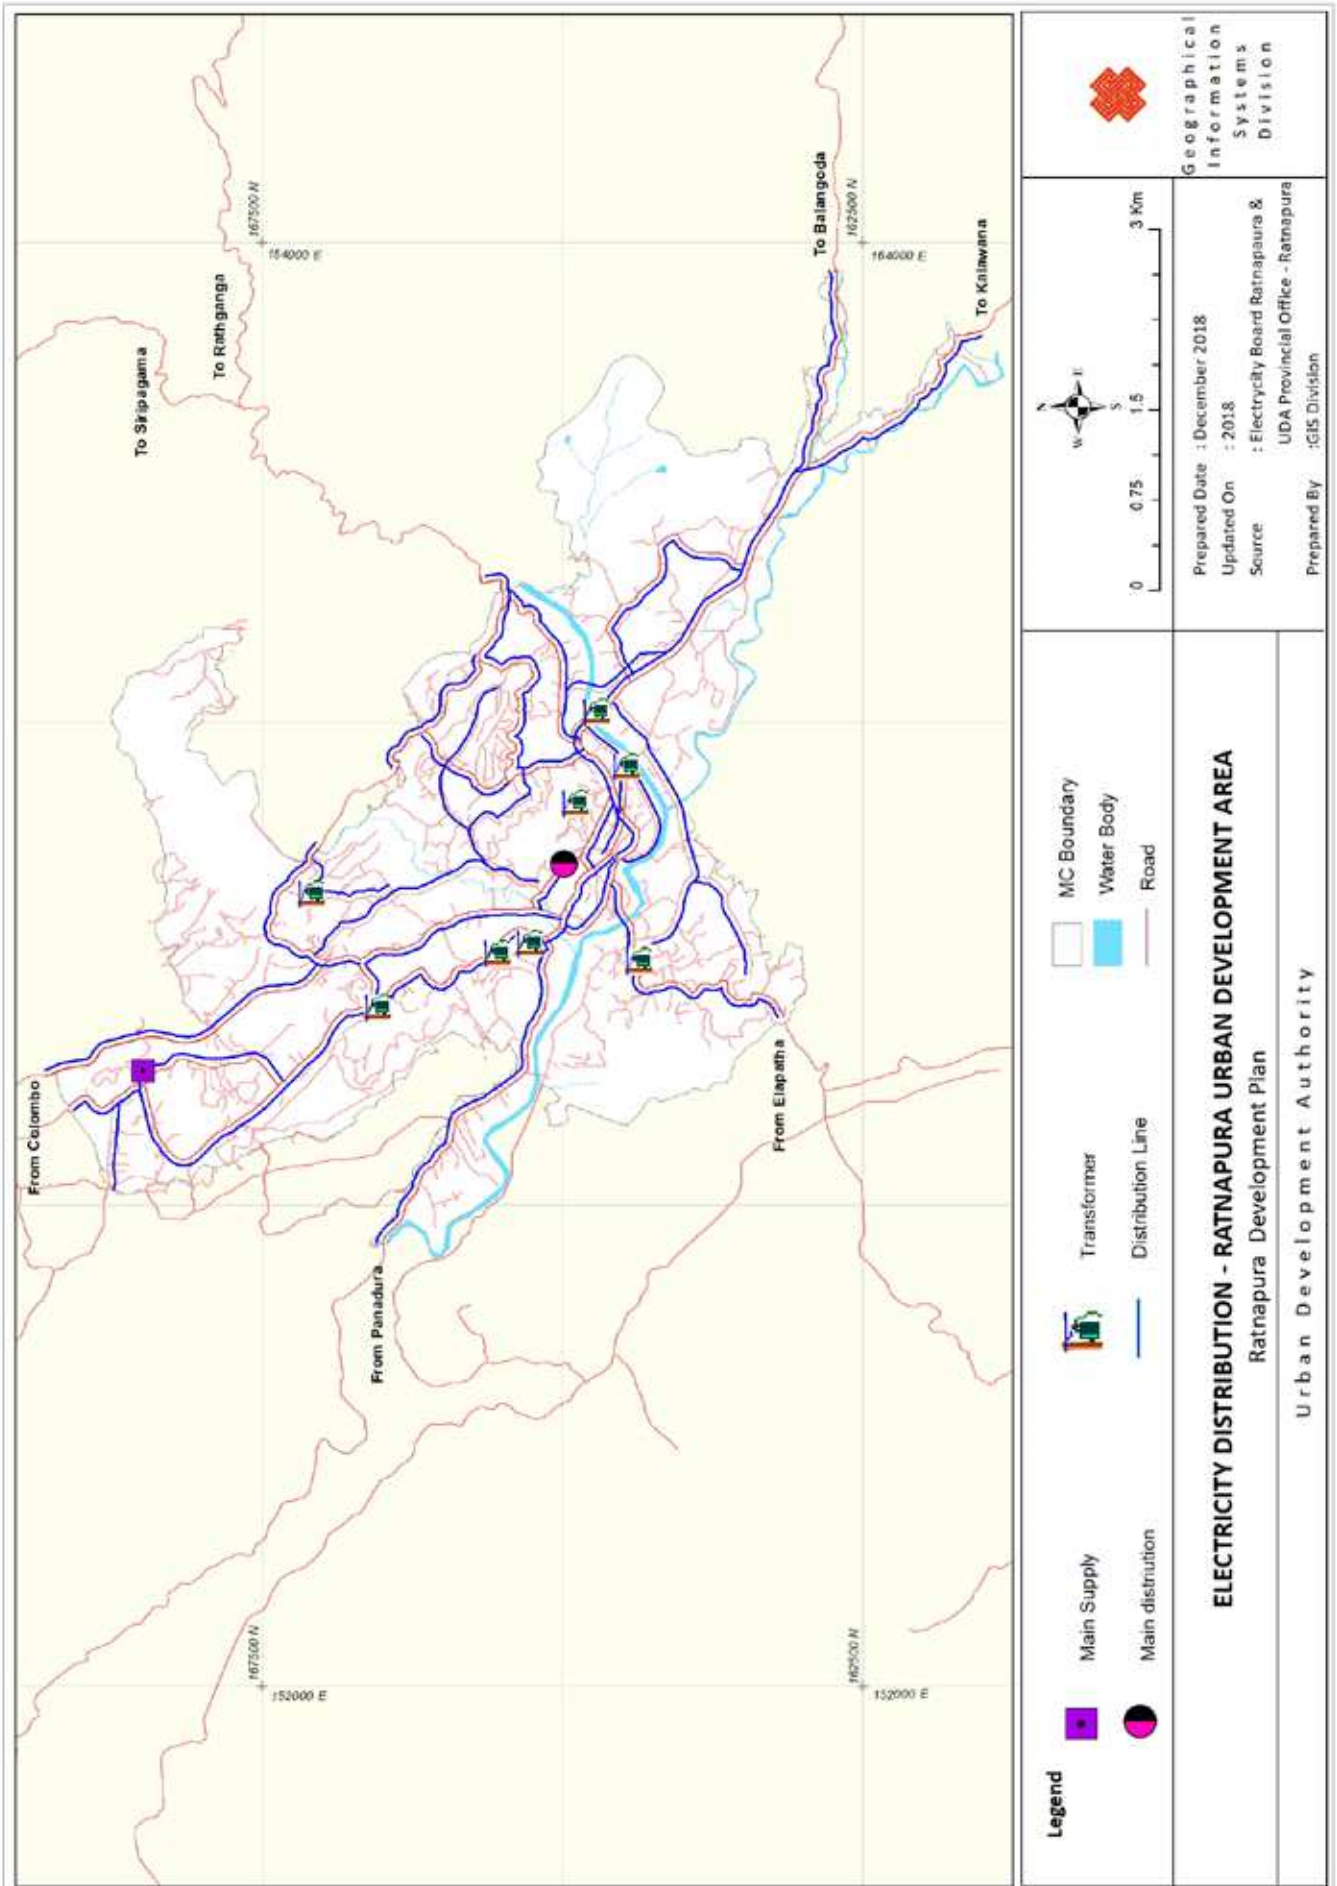 From Colombo
From Panadura
From Elapatha
To Siripagama
To Rathganga
To Balangoda
To Kalawana
167500 N
152000 E
162500 N
152000 E
167500 N
164000 E
162500 N
164000 E
Legend
Main Supply
Main distriution
Transformer
Distribution Line
MC Boundary
Water Body
Road
ELECTRICITY DISTRIBUTION - RATNAPURA URBAN DEVELOPMENT AREA
Ratnapura Development Plan
Urban Development Authority
N
W
E
S
0 0.75 1.5 3 Km
Prepared Date : December 2018
Updated On : 2018
Source : Electrycity Board Ratnapaura &
UDA Provincial Office - Ratnapura
Prepared By :GIS Division
Geographical
Information
Systems
Division